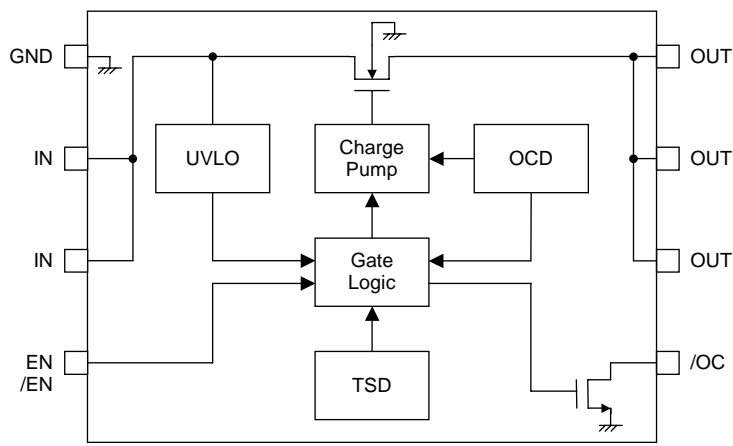 GND
OUT
IN
UVLO
Charge
Pump
OCD
OUT
IN
Gate
Logic
OUT
EN
/EN
TSD
/OC